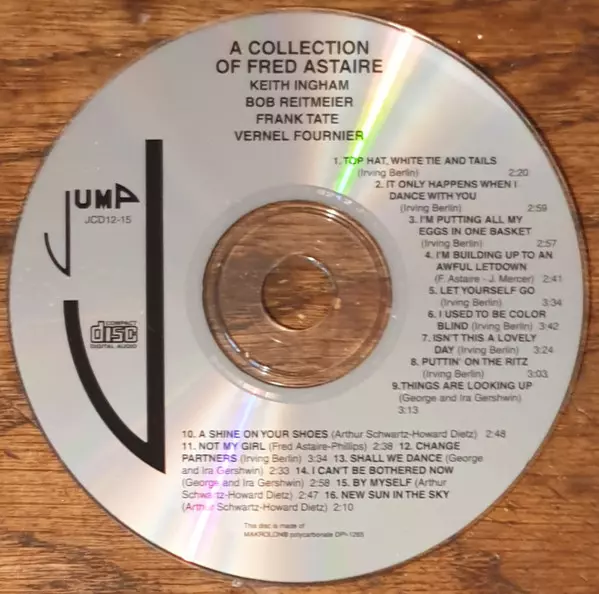 A COLLECTION
OF FRED ASTAIRE
KEITH INGHAM
BOB REITMEIER
FRANK TATE
VERNEL FOURNIER
JUMP
JCD12-15
COMPACT
disc
DIGITAL AUDIO
1. TOP HAT, WHITE TIE AND TAILS
(Irving Berlin) 2:20
2. IT ONLY HAPPENS WHEN I
DANCE WITH YOU
(Irving Berlin) 2:59
3. I'M PUTTING ALL MY
EGGS IN ONE BASKET
(Irving Berlin) 2:57
4. I'M BUILDING UP TO AN
AWFUL LETDOWN
(F. Astaire - J. Mercer) 2:41
5. LET YOURSELF GO
(Irving Berlin) 3:34
6. I USED TO BE COLOR
BLIND (Irving Berlin) 3:42
7. ISN'T THIS A LOVELY
DAY (Irving Berlin) 3:24
8. PUTTIN' ON THE RITZ
(Irving Berlin) 3:03
9.THINGS ARE LOOKING UP
(George and Ira Gershwin)
3:13
10. A SHINE ON YOUR SHOES (Arthur Schwartz-Howard Dietz) 2:48
11. NOT MY GIRL (Fred Astaire-Phillips) 2:38 12. CHANGE
PARTNERS (Irving Berlin) 3:34 13. SHALL WE DANCE (George
and Ira Gershwin) 2:33 14. I CAN'T BE BOTHERED NOW
(George and Ira Gershwin) 2:58 15. BY MYSELF (Arthur
Schwartz-Howard Dietz) 2:47 16. NEW SUN IN THE SKY
(Arthur Schwartz-Howard Dietz) 2:10
This disc is made of
MAKROLON® polycarbonate DPI-1265